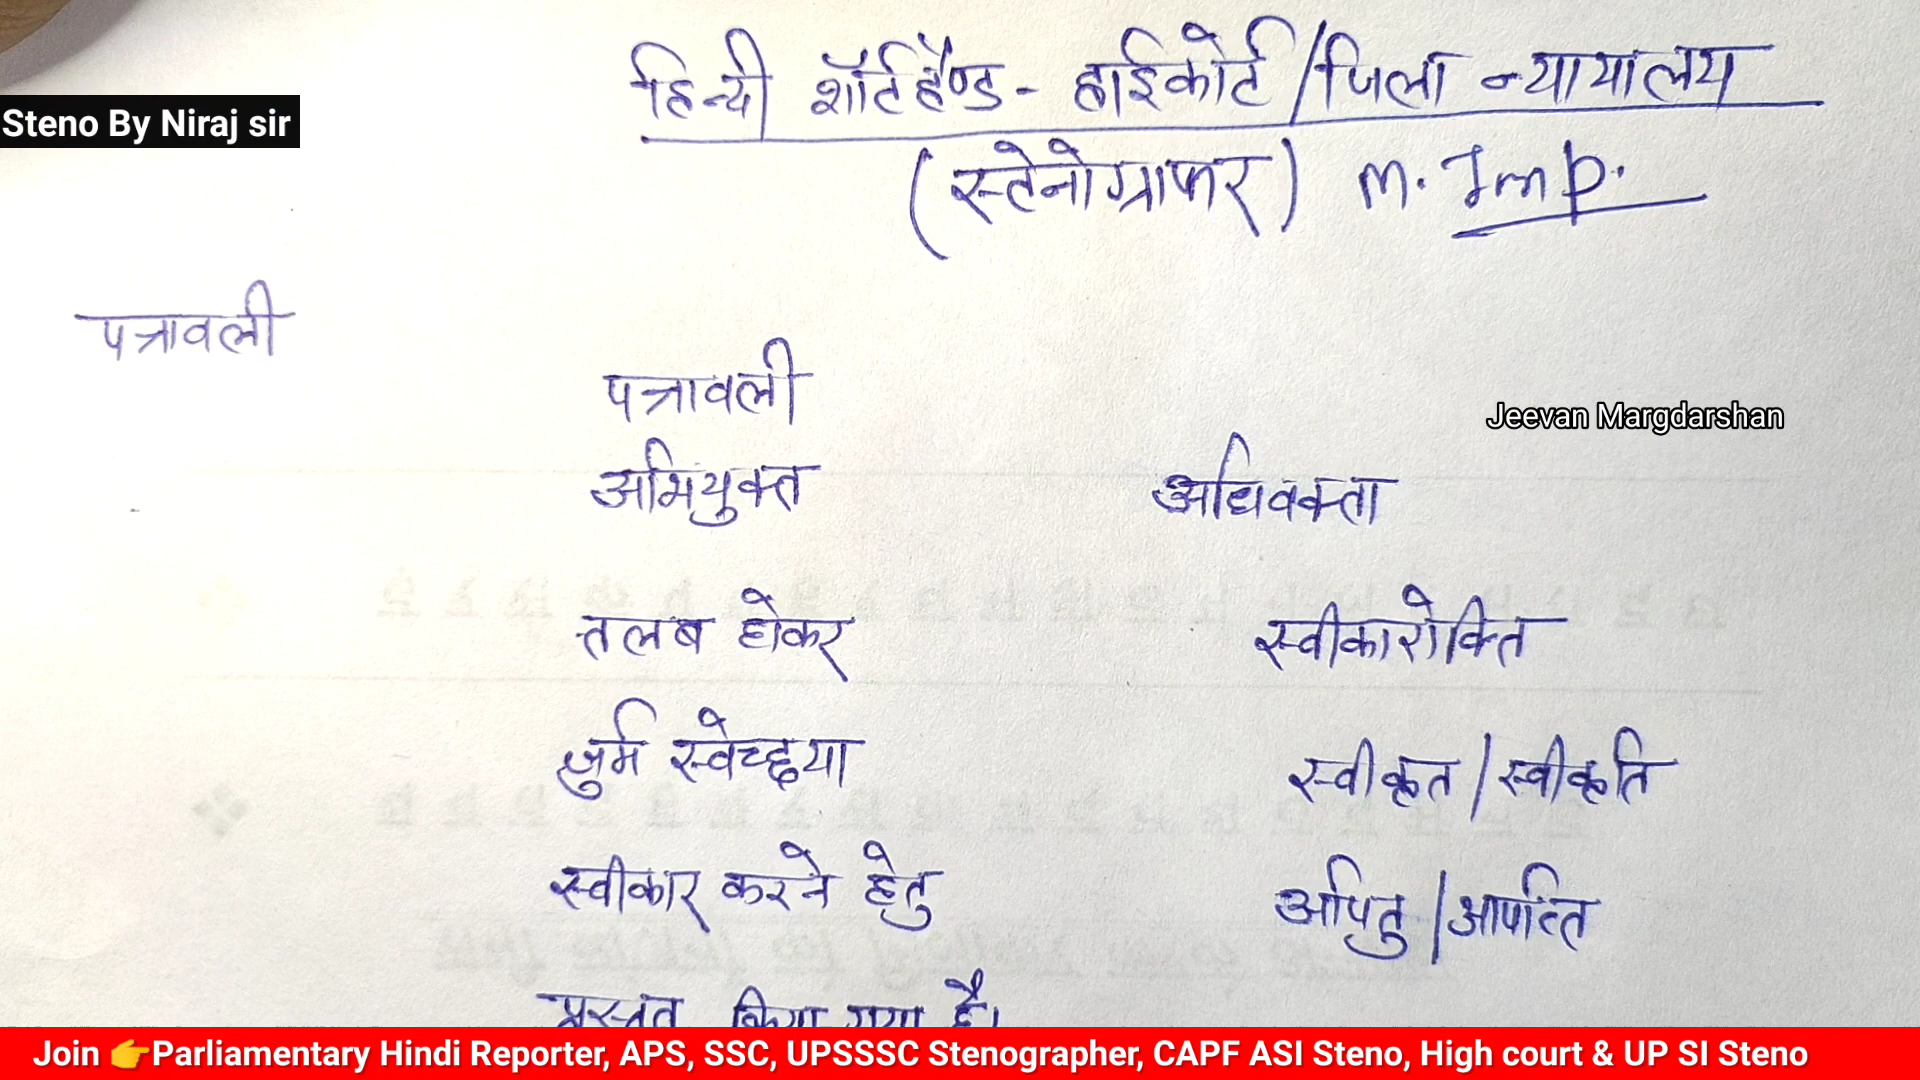 हिन्दी शॉर्टहैण्ड - हाईकोर्ट/जिला न्यायालय
Steno By Niraj sir
(स्टेनोग्राफर) m. Imp.
पत्रावली
पत्रावली
Jeevan Margdarshan
अभियुक्त अधिवक्ता
तलब होकर स्वीकारोक्ति
जुर्म स्वेच्छया स्वीकृत/स्वीकृति
स्वीकार करने हेतु अपितु/आपत्ति
प्रस्तुत किया गया है।
Join 👉Parliamentary Hindi Reporter, APS, SSC, UPSSSC Stenographer, CAPF ASI Steno, High court & UP SI Steno